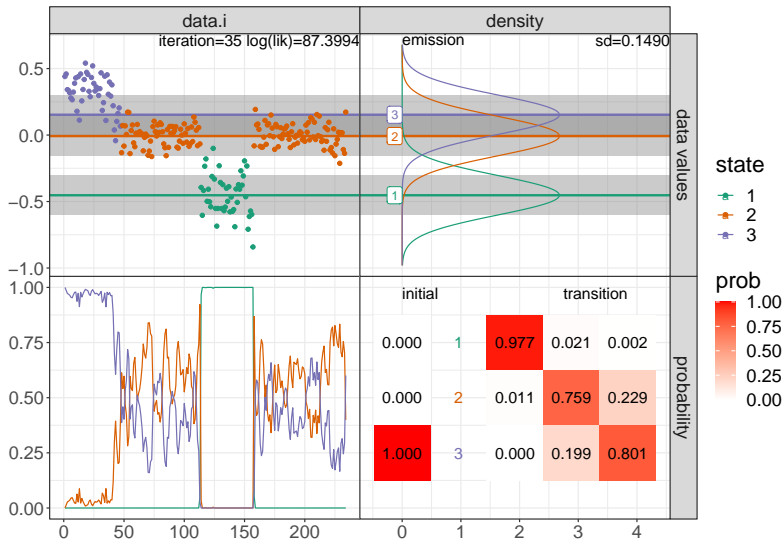 data.i
density
iteration=35 log(lik)=87.3994
emission
sd=0.1490
0.5
0.0
−0.5
−1.0
3
2
1
data values
state
1
2
3
prob
1.00
0.75
0.50
0.25
0.00
1.00
0.75
0.50
0.25
0.00
initial
transition
0.000 1 0.977 0.021 0.002
0.000 2 0.011 0.759 0.229
1.000 3 0.000 0.199 0.801
probability
0 50 100 150 200
0 1 2 3 4